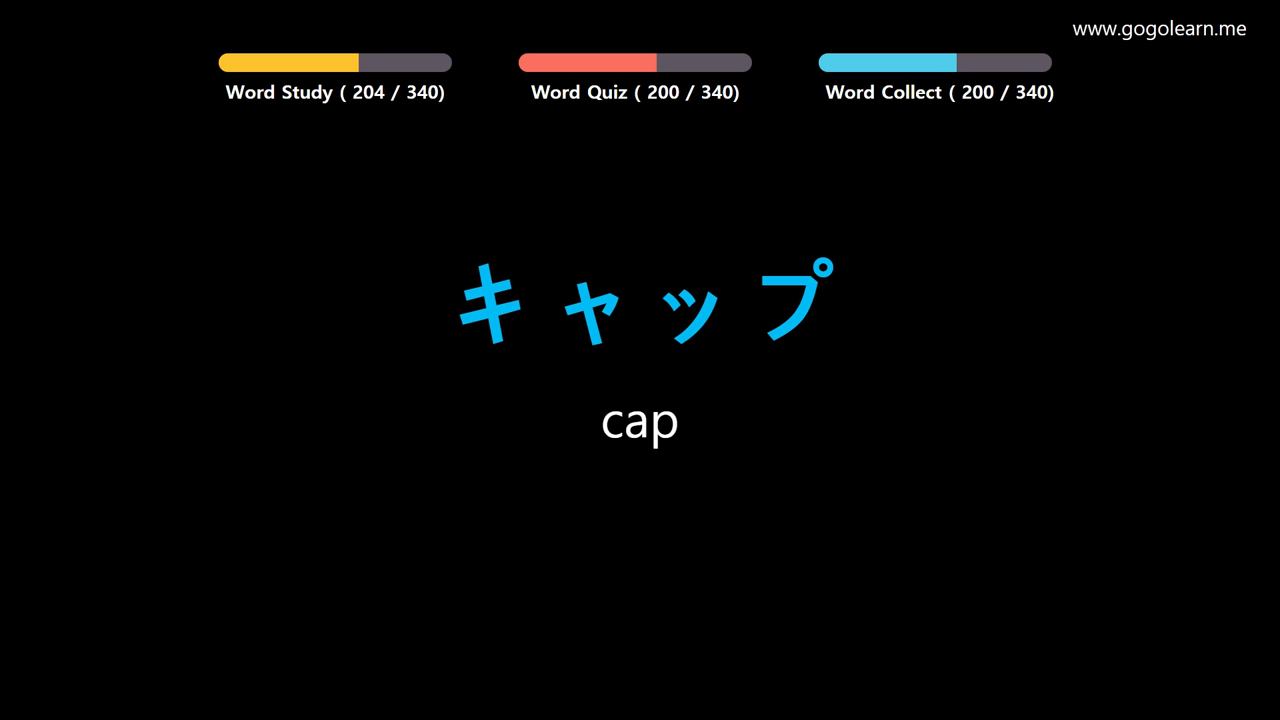 www.gogolearn.me
Word Study ( 204 / 340)
Word Quiz ( 200 / 340)
Word Collect ( 200 / 340)
キャップ
cap